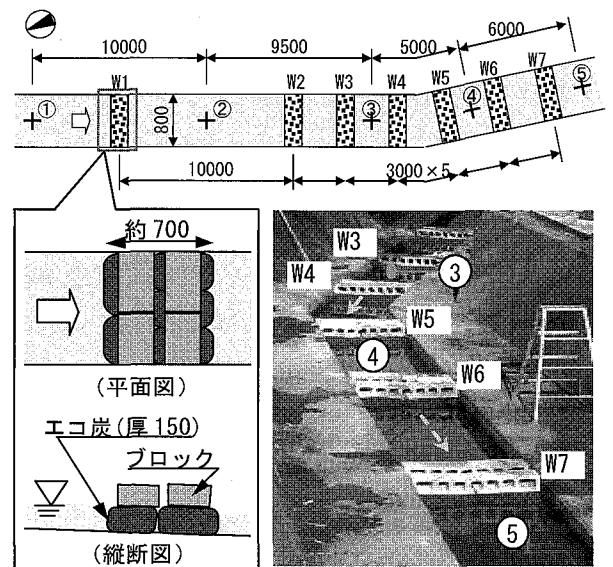 10000 9500 5000 6000
W1 W2 W3 W4 W5 W6 W7
① ② ③ ④ ⑤
800
10000 3000×5
約700
(平面図)
エコ炭(厚150)
ブロック
(縦断図)
W3
W4
③
W5
④
W6
W7
⑤